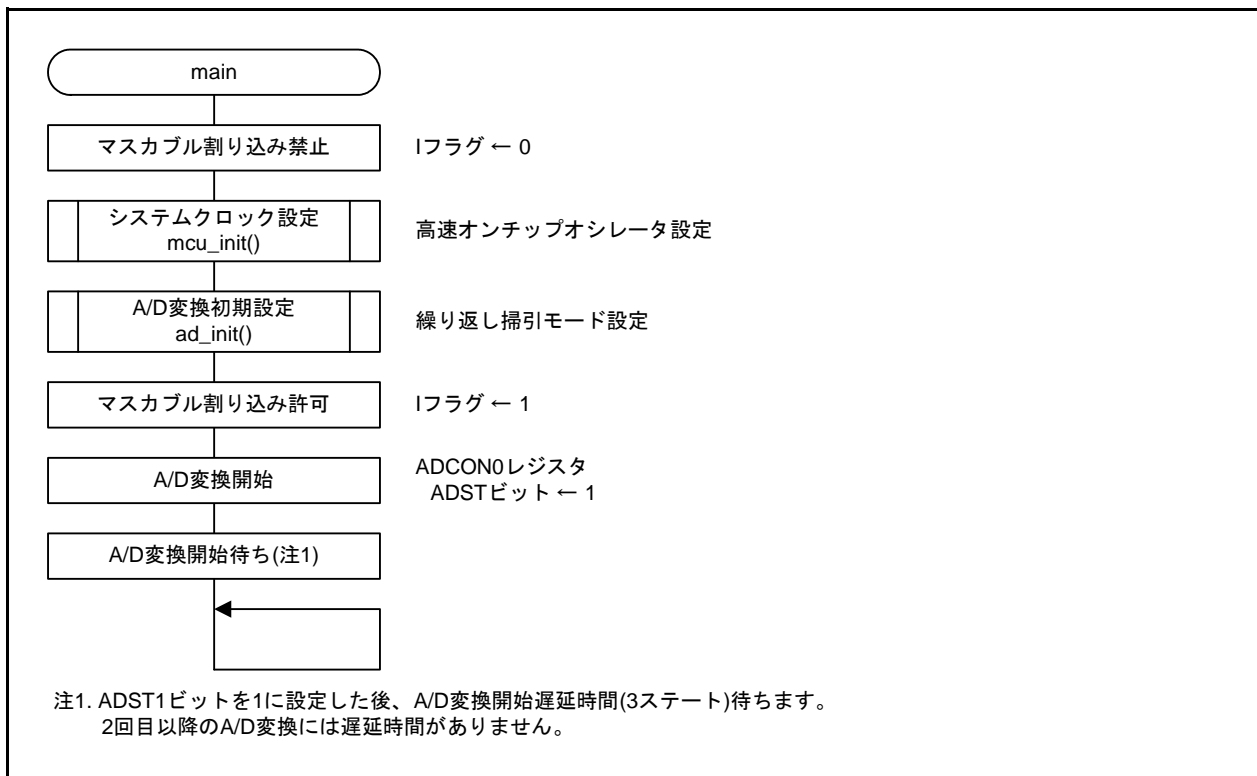 main
マスカブル割り込み禁止 Iフラグ ← 0
システムクロック設定
mcu_init()
高速オンチップオシレータ設定
A/D変換初期設定
ad_init()
繰り返し掃引モード設定
マスカブル割り込み許可 Iフラグ ← 1
A/D変換開始
ADCON0レジスタ
ADSTビット ← 1
A/D変換開始待ち(注1)
注1. ADST1ビットを1に設定した後、A/D変換開始遅延時間(3ステート)待ちます。
2回目以降のA/D変換には遅延時間がありません。